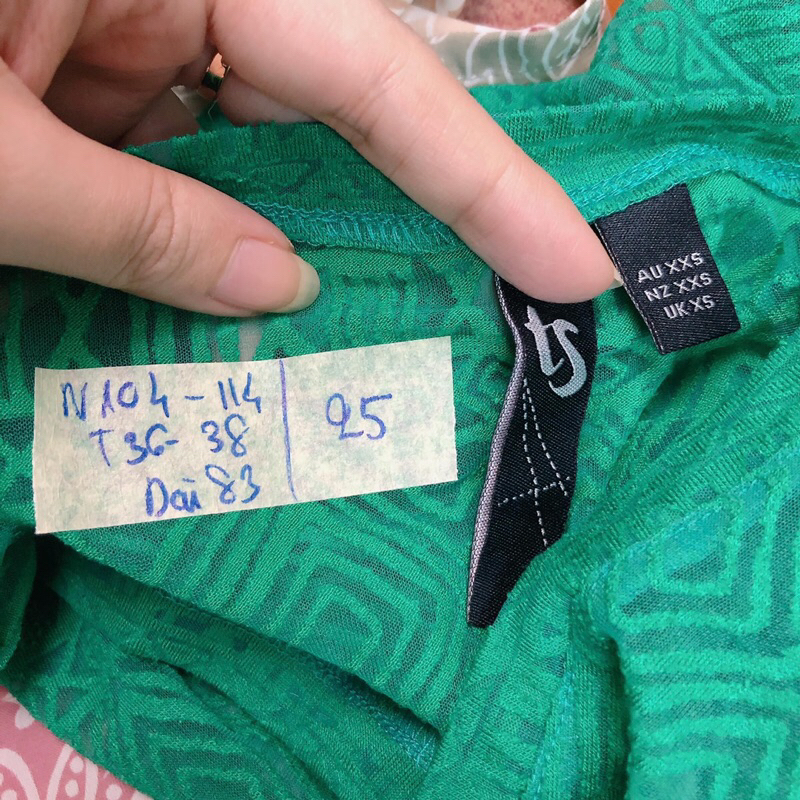 N104-114
T36-38
Dài 83
25
ts
AU XXS
NZ XXS
UK XS